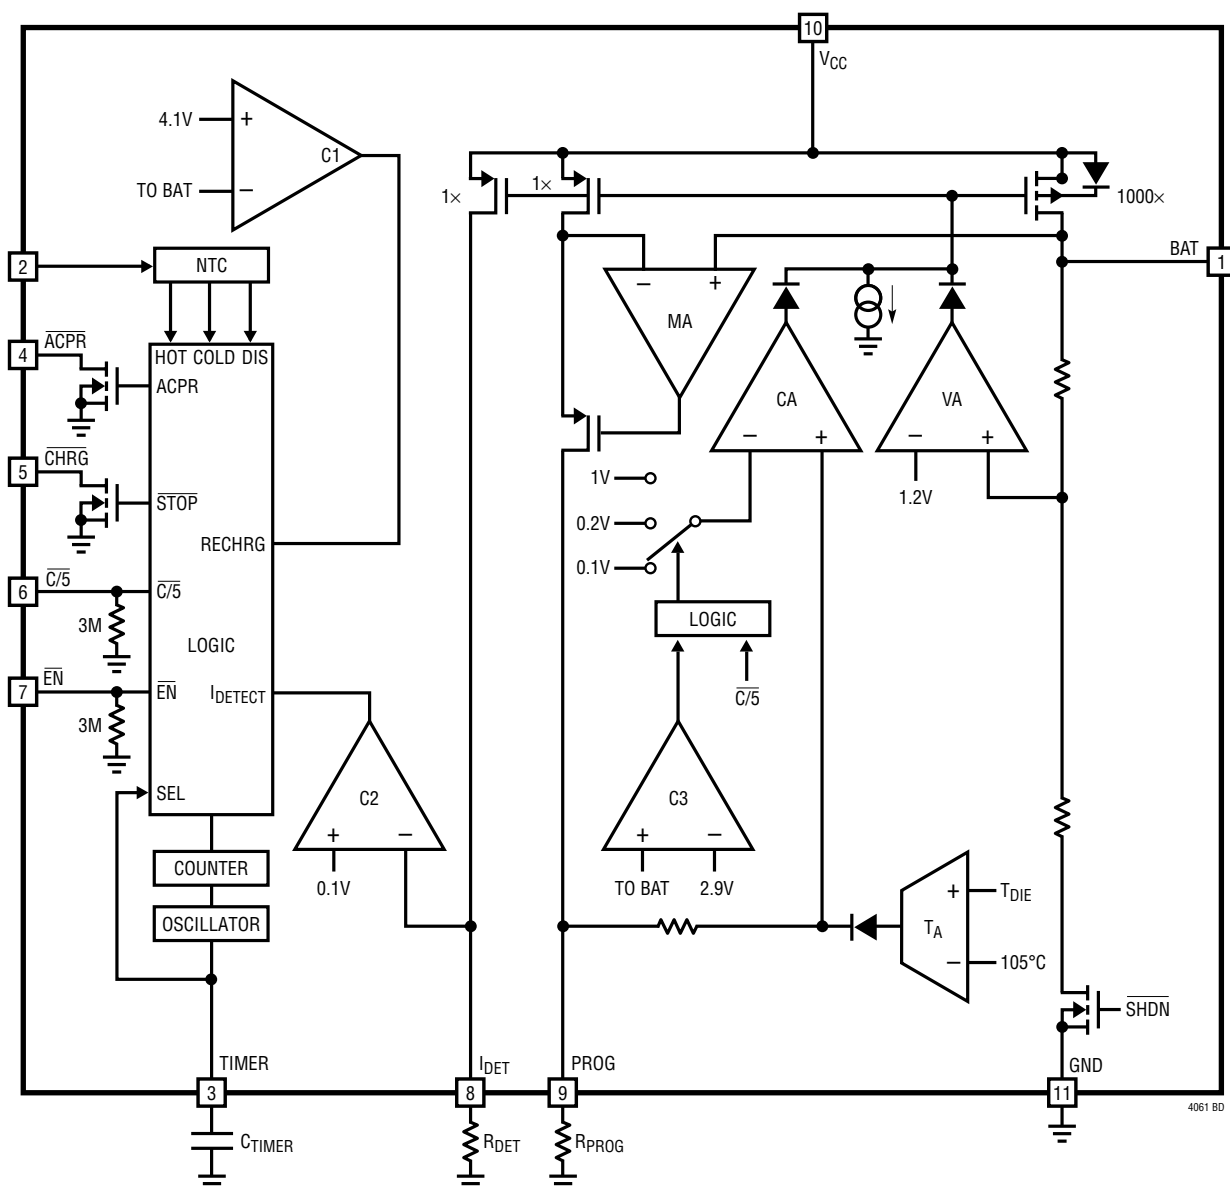 10
VCC
4.1V
+
C1
TO BAT
−
1×
1×
1000×
BAT
1
2
NTC
− +
MA
4
ACPR
HOT COLD DIS
ACPR
CA
− +
VA
− +
5
CHRG
STOP
1V
1.2V
0.2V
RECHRG
0.1V
6
C/5
C/5
3M
LOGIC
LOGIC
7
EN
EN
IDETECT
C/5
3M
SEL
C2
+ −
0.1V
C3
+ −
TO BAT
2.9V
COUNTER
OSCILLATOR
+
TDIE
TA
−
105°C
SHDN
TIMER
IDET
PROG
GND
3
8
9
11
4061 BD
CTIMER
RDET
RPROG